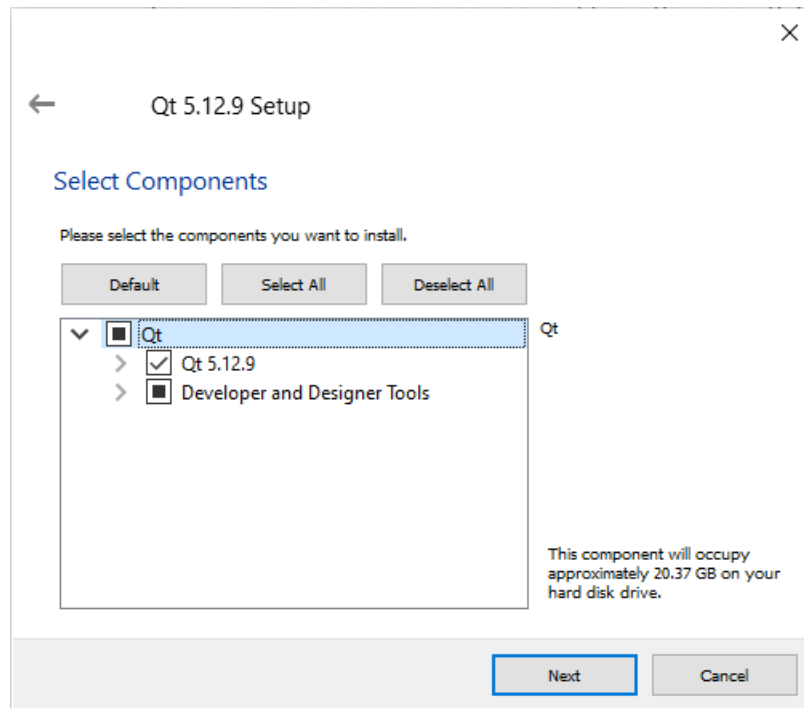 Qt 5.12.9 Setup
Select Components
Please select the components you want to install.
Default Select All Deselect All
Qt
Qt
Qt 5.12.9
Developer and Designer Tools
This component will occupy
approximately 20.37 GB on your
hard disk drive.
Next Cancel